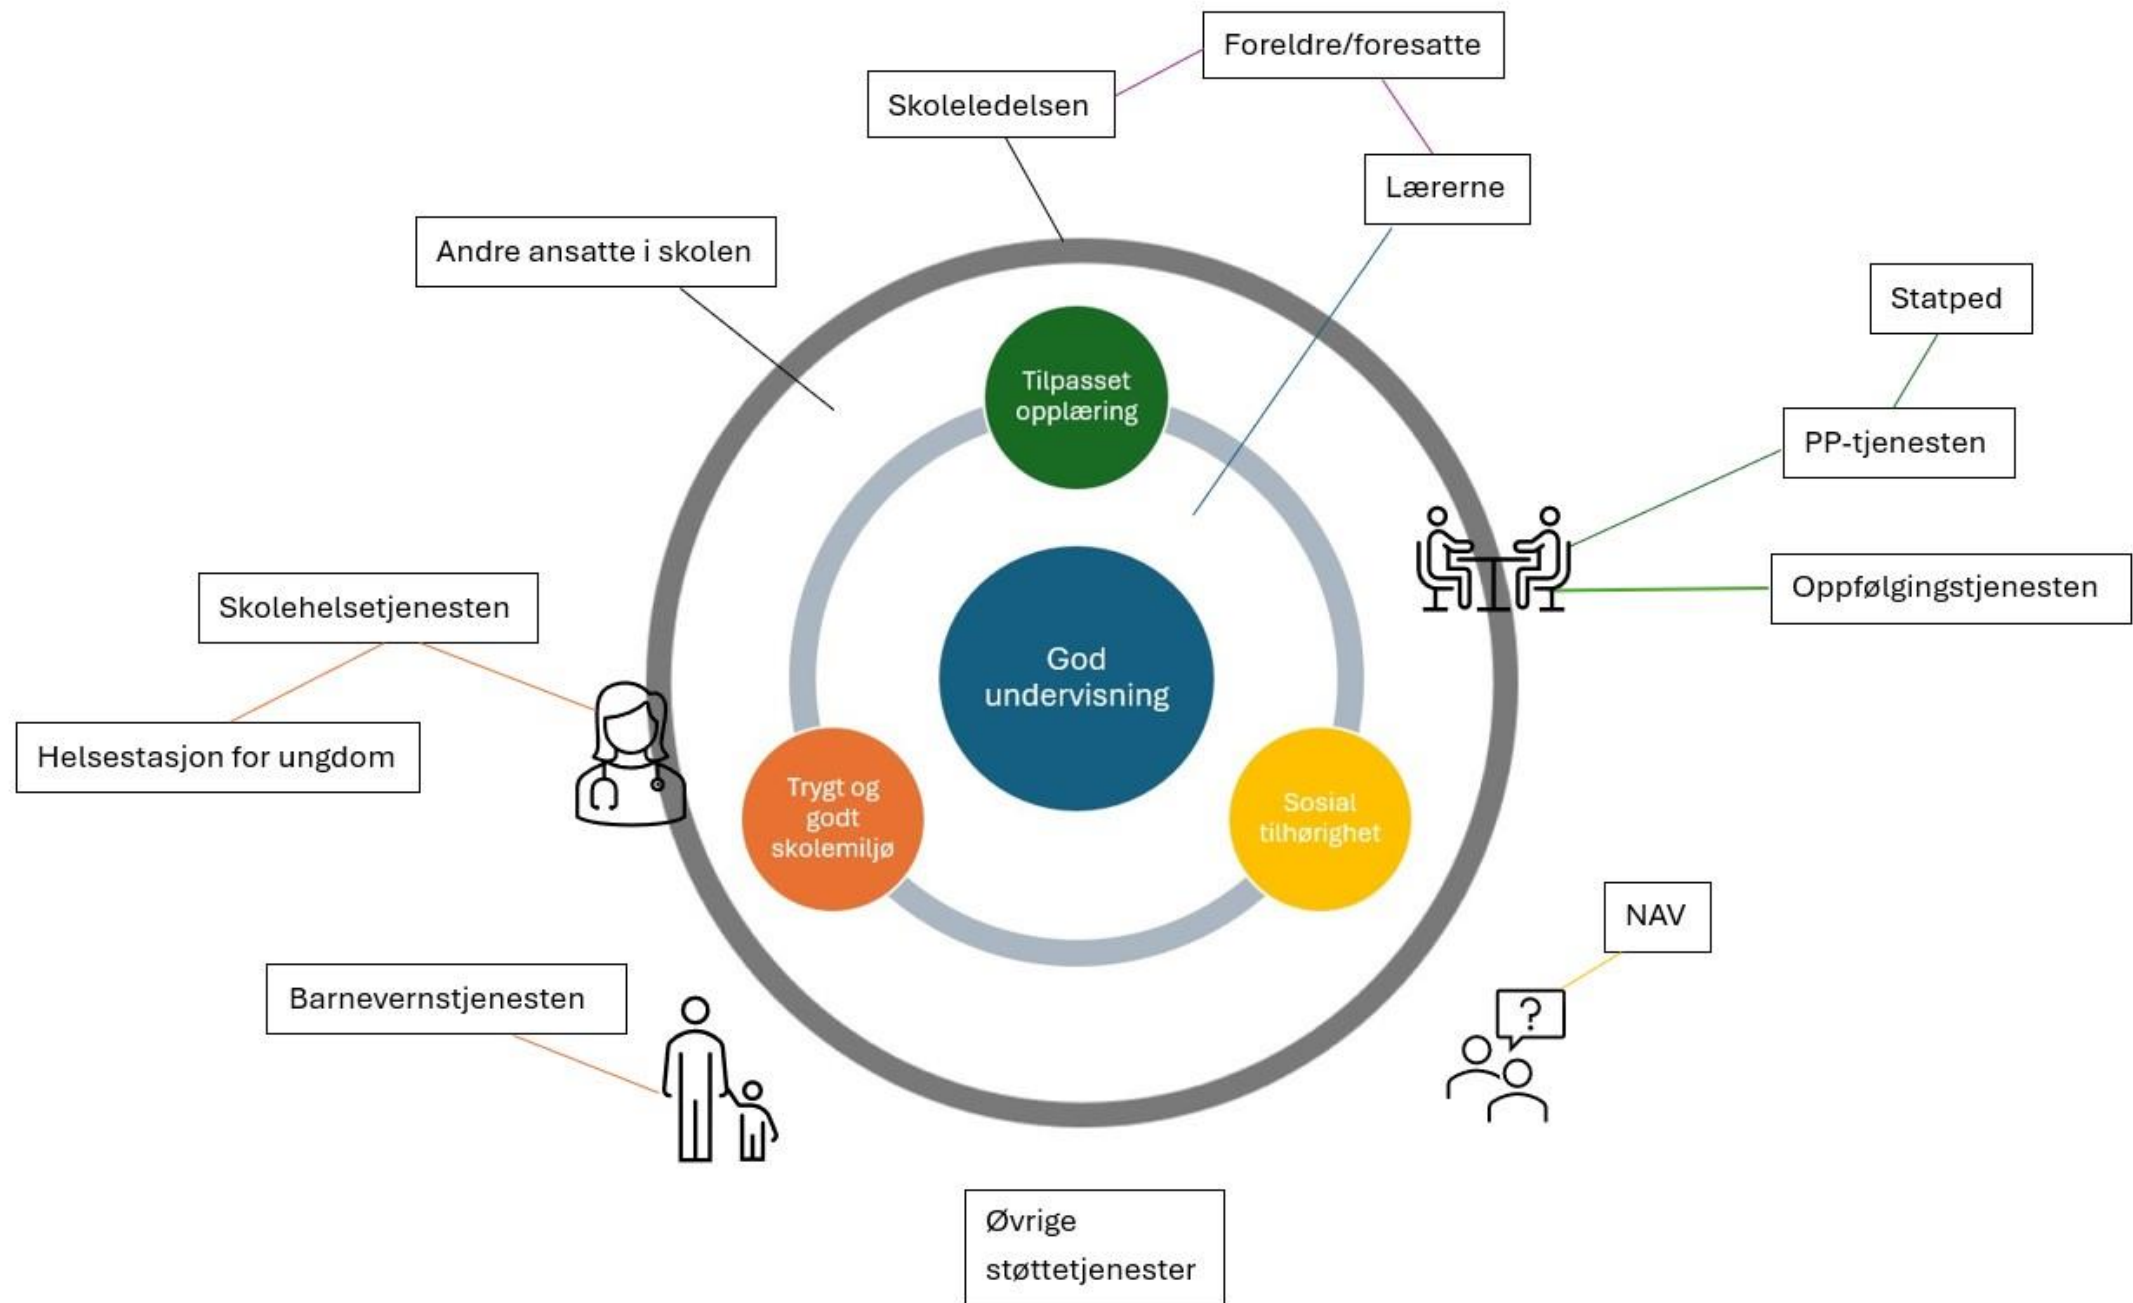 Foreldre/foresatte
Skoleledelsen
Lærerne
Andre ansatte i skolen
Statped
Tilpasset
opplæring
PP-tjenesten
Oppfølgingstjenesten
Skolehelsetjenesten
God
undervisning
Helsestasjon for ungdom
Trygt og
godt
skolemiljø
Sosial
tilhørighet
NAV
Barnevernstjenesten
?
Øvrige
støttetjenester